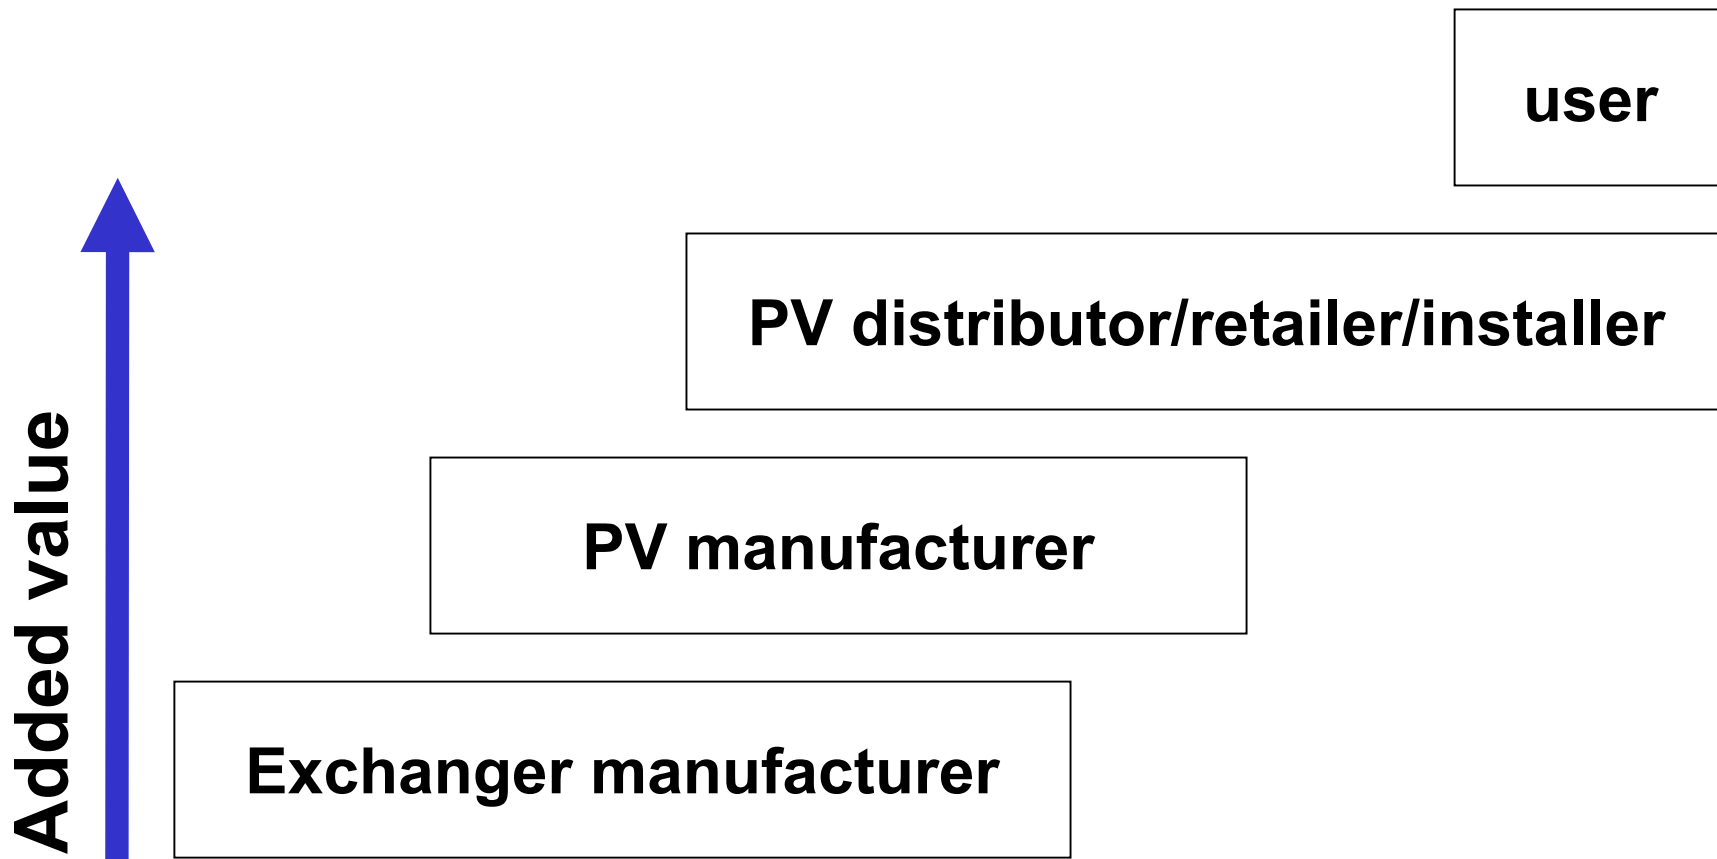 user
PV distributor/retailer/installer
PV manufacturer
Exchanger manufacturer
Added value